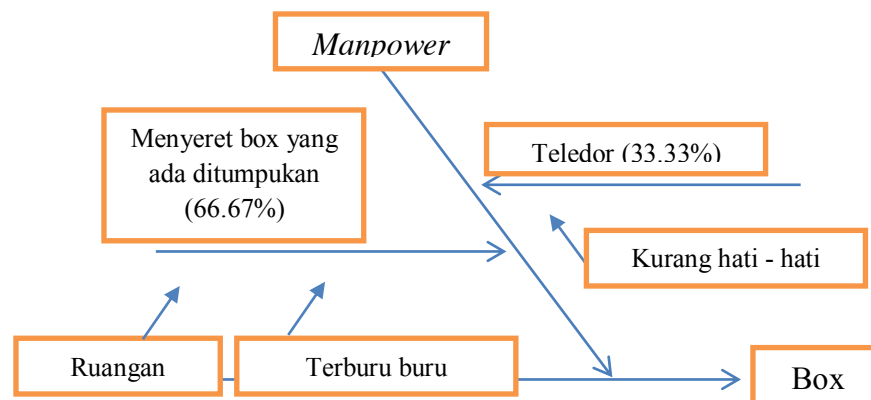 Manpower
Menyeret box yang
ada ditumpukan
(66.67%)
Teledor (33.33%)
Kurang hati - hati
Ruangan
Terburu buru
Box